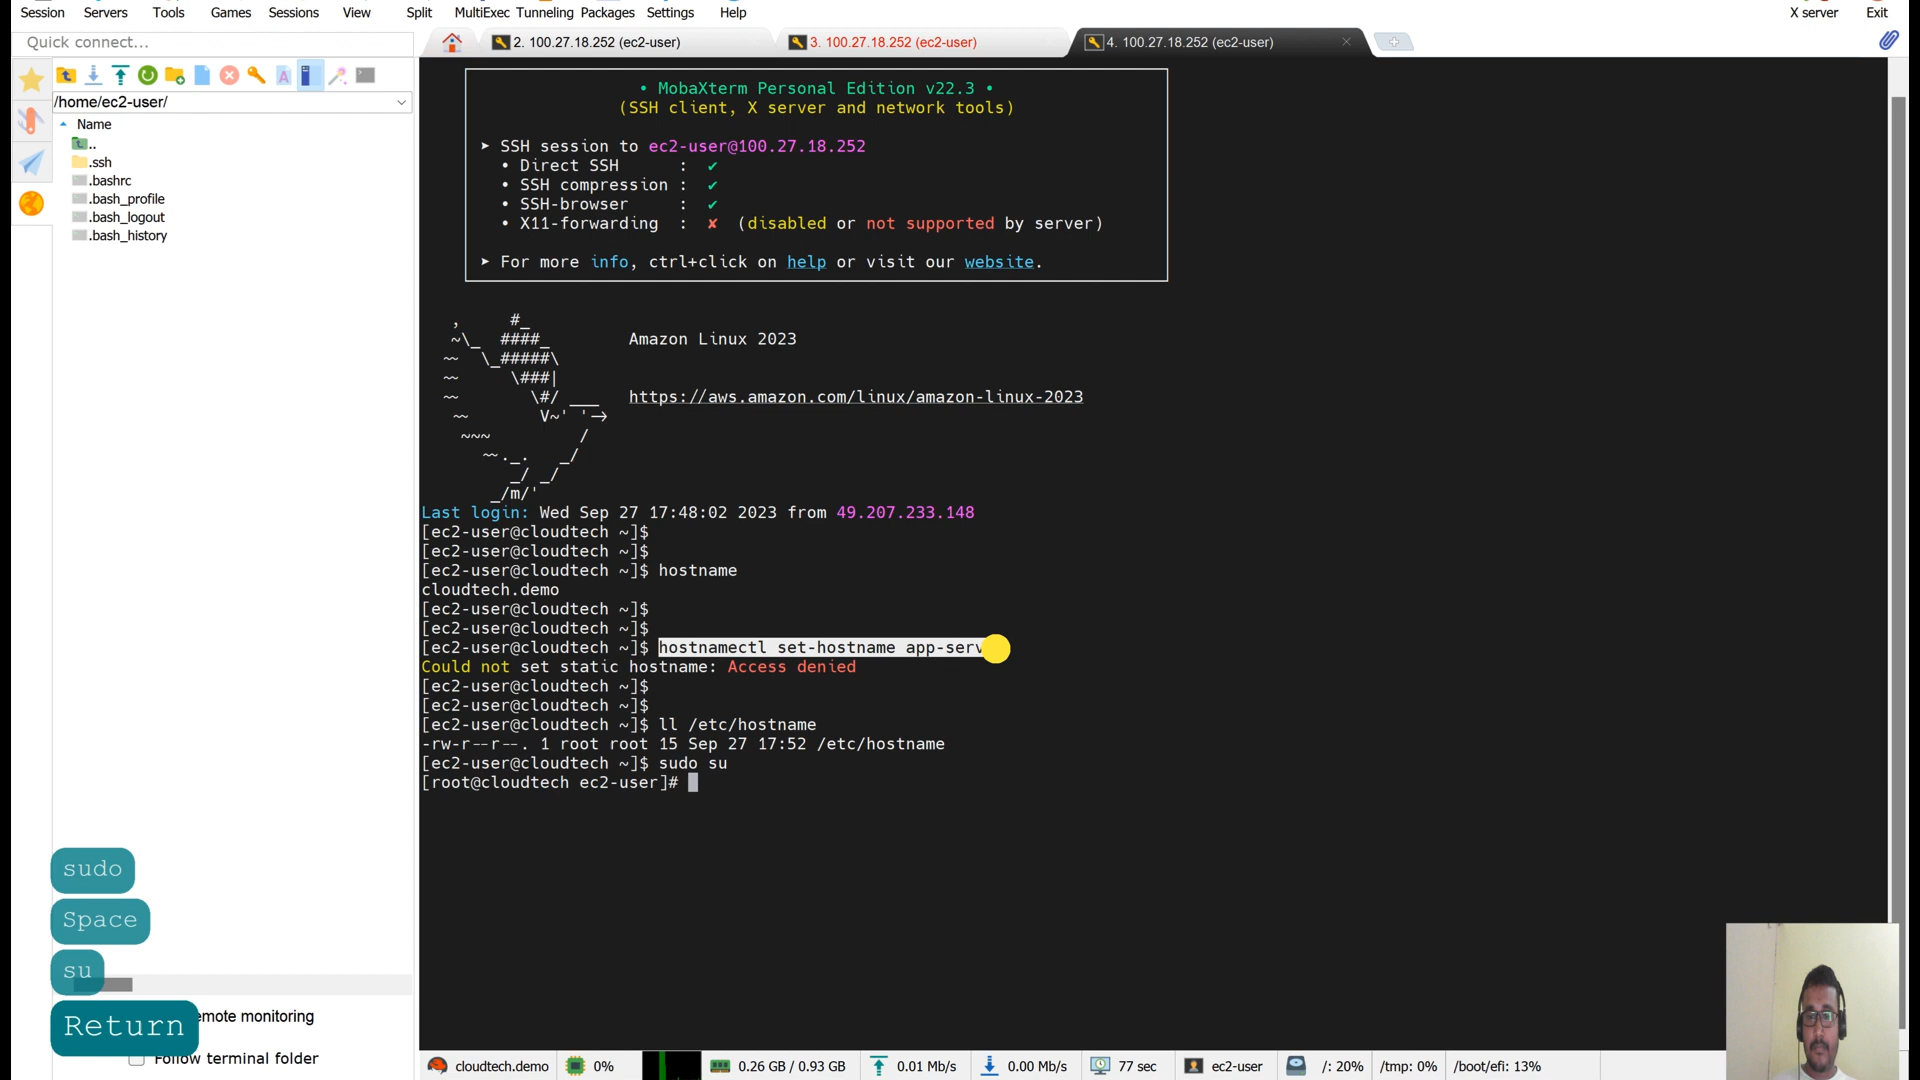 Session Servers Tools Games Sessions View Split MultiExec Tunneling Packages Settings Help X server Exit
Quick connect...
2. 100.27.18.252 (ec2-user)
3. 100.27.18.252 (ec2-user)
4. 100.27.18.252 (ec2-user)
/home/ec2-user/
Name
..
.ssh
.bashrc
.bash_profile
.bash_logout
.bash_history
• MobaXterm Personal Edition v22.3 •
(SSH client, X server and network tools)
➤ SSH session to ec2-user@100.27.18.252
• Direct SSH : ✔
• SSH compression : ✔
• SSH-browser : ✔
• X11-forwarding : ✘ (disabled or not supported by server)
➤ For more info, ctrl+click on help or visit our website.
, #_
~\_ ####_ Amazon Linux 2023
~~ \_#####\
~~ \###|
~~ \#/ ___ https://aws.amazon.com/linux/amazon-linux-2023
~~ V~' '->
~~~ /
~~._. _/
_/ _/
_/m/'
Last login: Wed Sep 27 17:48:02 2023 from 49.207.233.148
[ec2-user@cloudtech ~]$
[ec2-user@cloudtech ~]$
[ec2-user@cloudtech ~]$ hostname
cloudtech.demo
[ec2-user@cloudtech ~]$
[ec2-user@cloudtech ~]$
[ec2-user@cloudtech ~]$ hostnamectl set-hostname
Could not set static hostname: Access denied
[ec2-user@cloudtech ~]$
[ec2-user@cloudtech ~]$
[ec2-user@cloudtech ~]$ ll /etc/hostname
-rw-r--r--. 1 root root 15 Sep 27 17:52 /etc/hostname
[ec2-user@cloudtech ~]$ sudo su
[root@cloudtech ec2-user]#
sudo
Space
su
Return
emote monitoring
Follow terminal folder
cloudtech.demo 0% 0.26 GB / 0.93 GB 0.01 Mb/s 0.00 Mb/s 77 sec ec2-user /: 20% /tmp: 0% /boot/efi: 13%